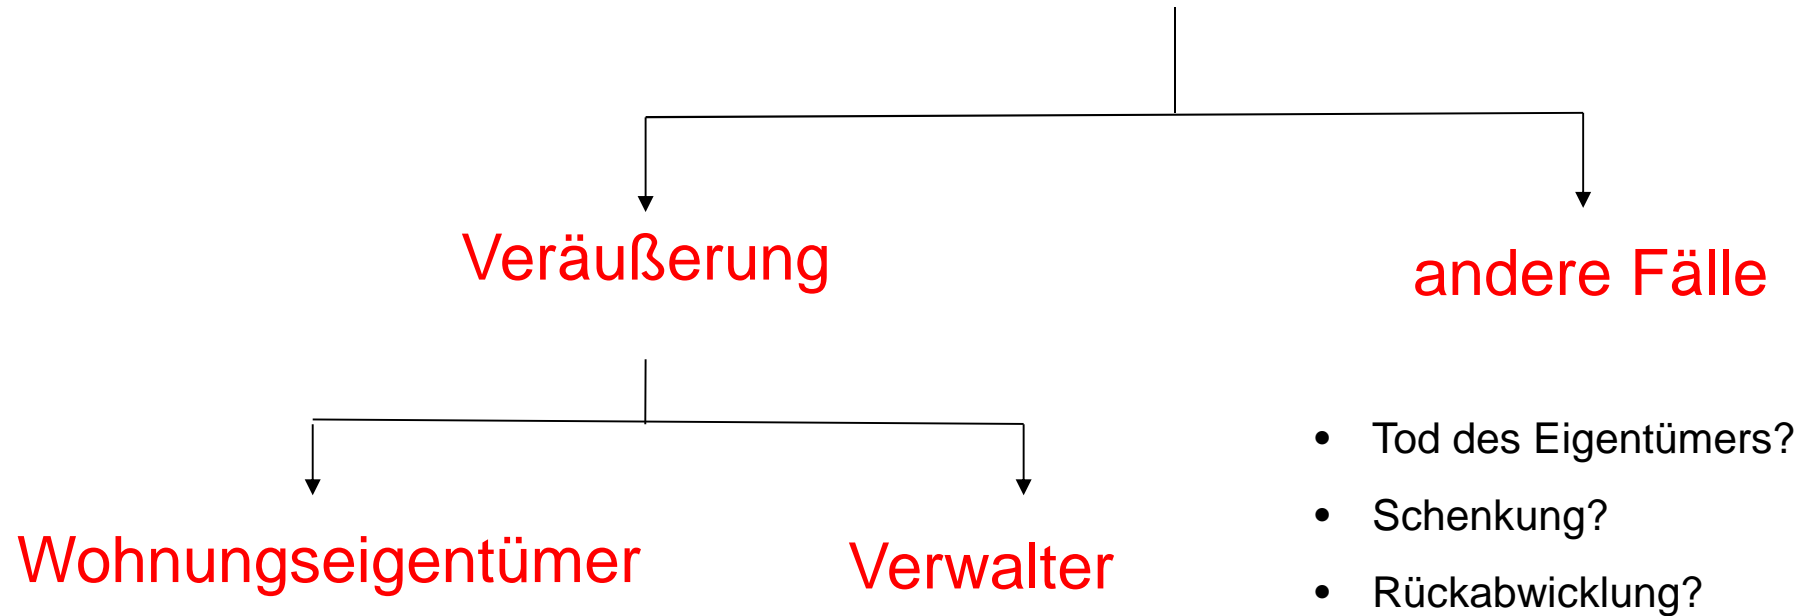 Veräußerung
andere Fälle
Wohnungseigentümer
Verwalter
• Tod des Eigentümers?
• Schenkung?
• Rückabwicklung?